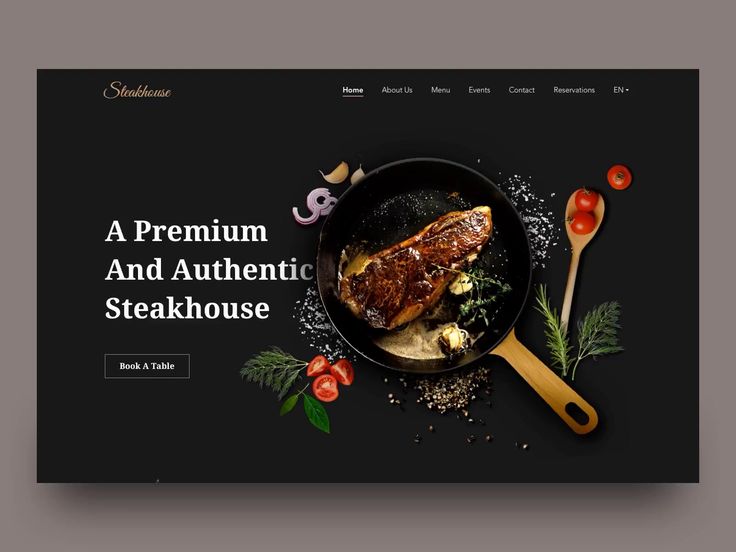 Steakhouse
Home About Us Menu Events Contact Reservations EN
A Premium
And Authentic
Steakhouse
Book A Table